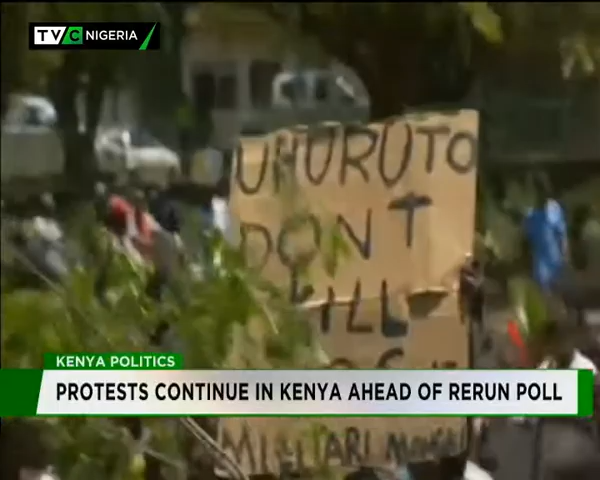 TVC NIGERIA
UHURUTO
DON'T
KILL
KENYA POLITICS
PROTESTS CONTINUE IN KENYA AHEAD OF RERUN POLL